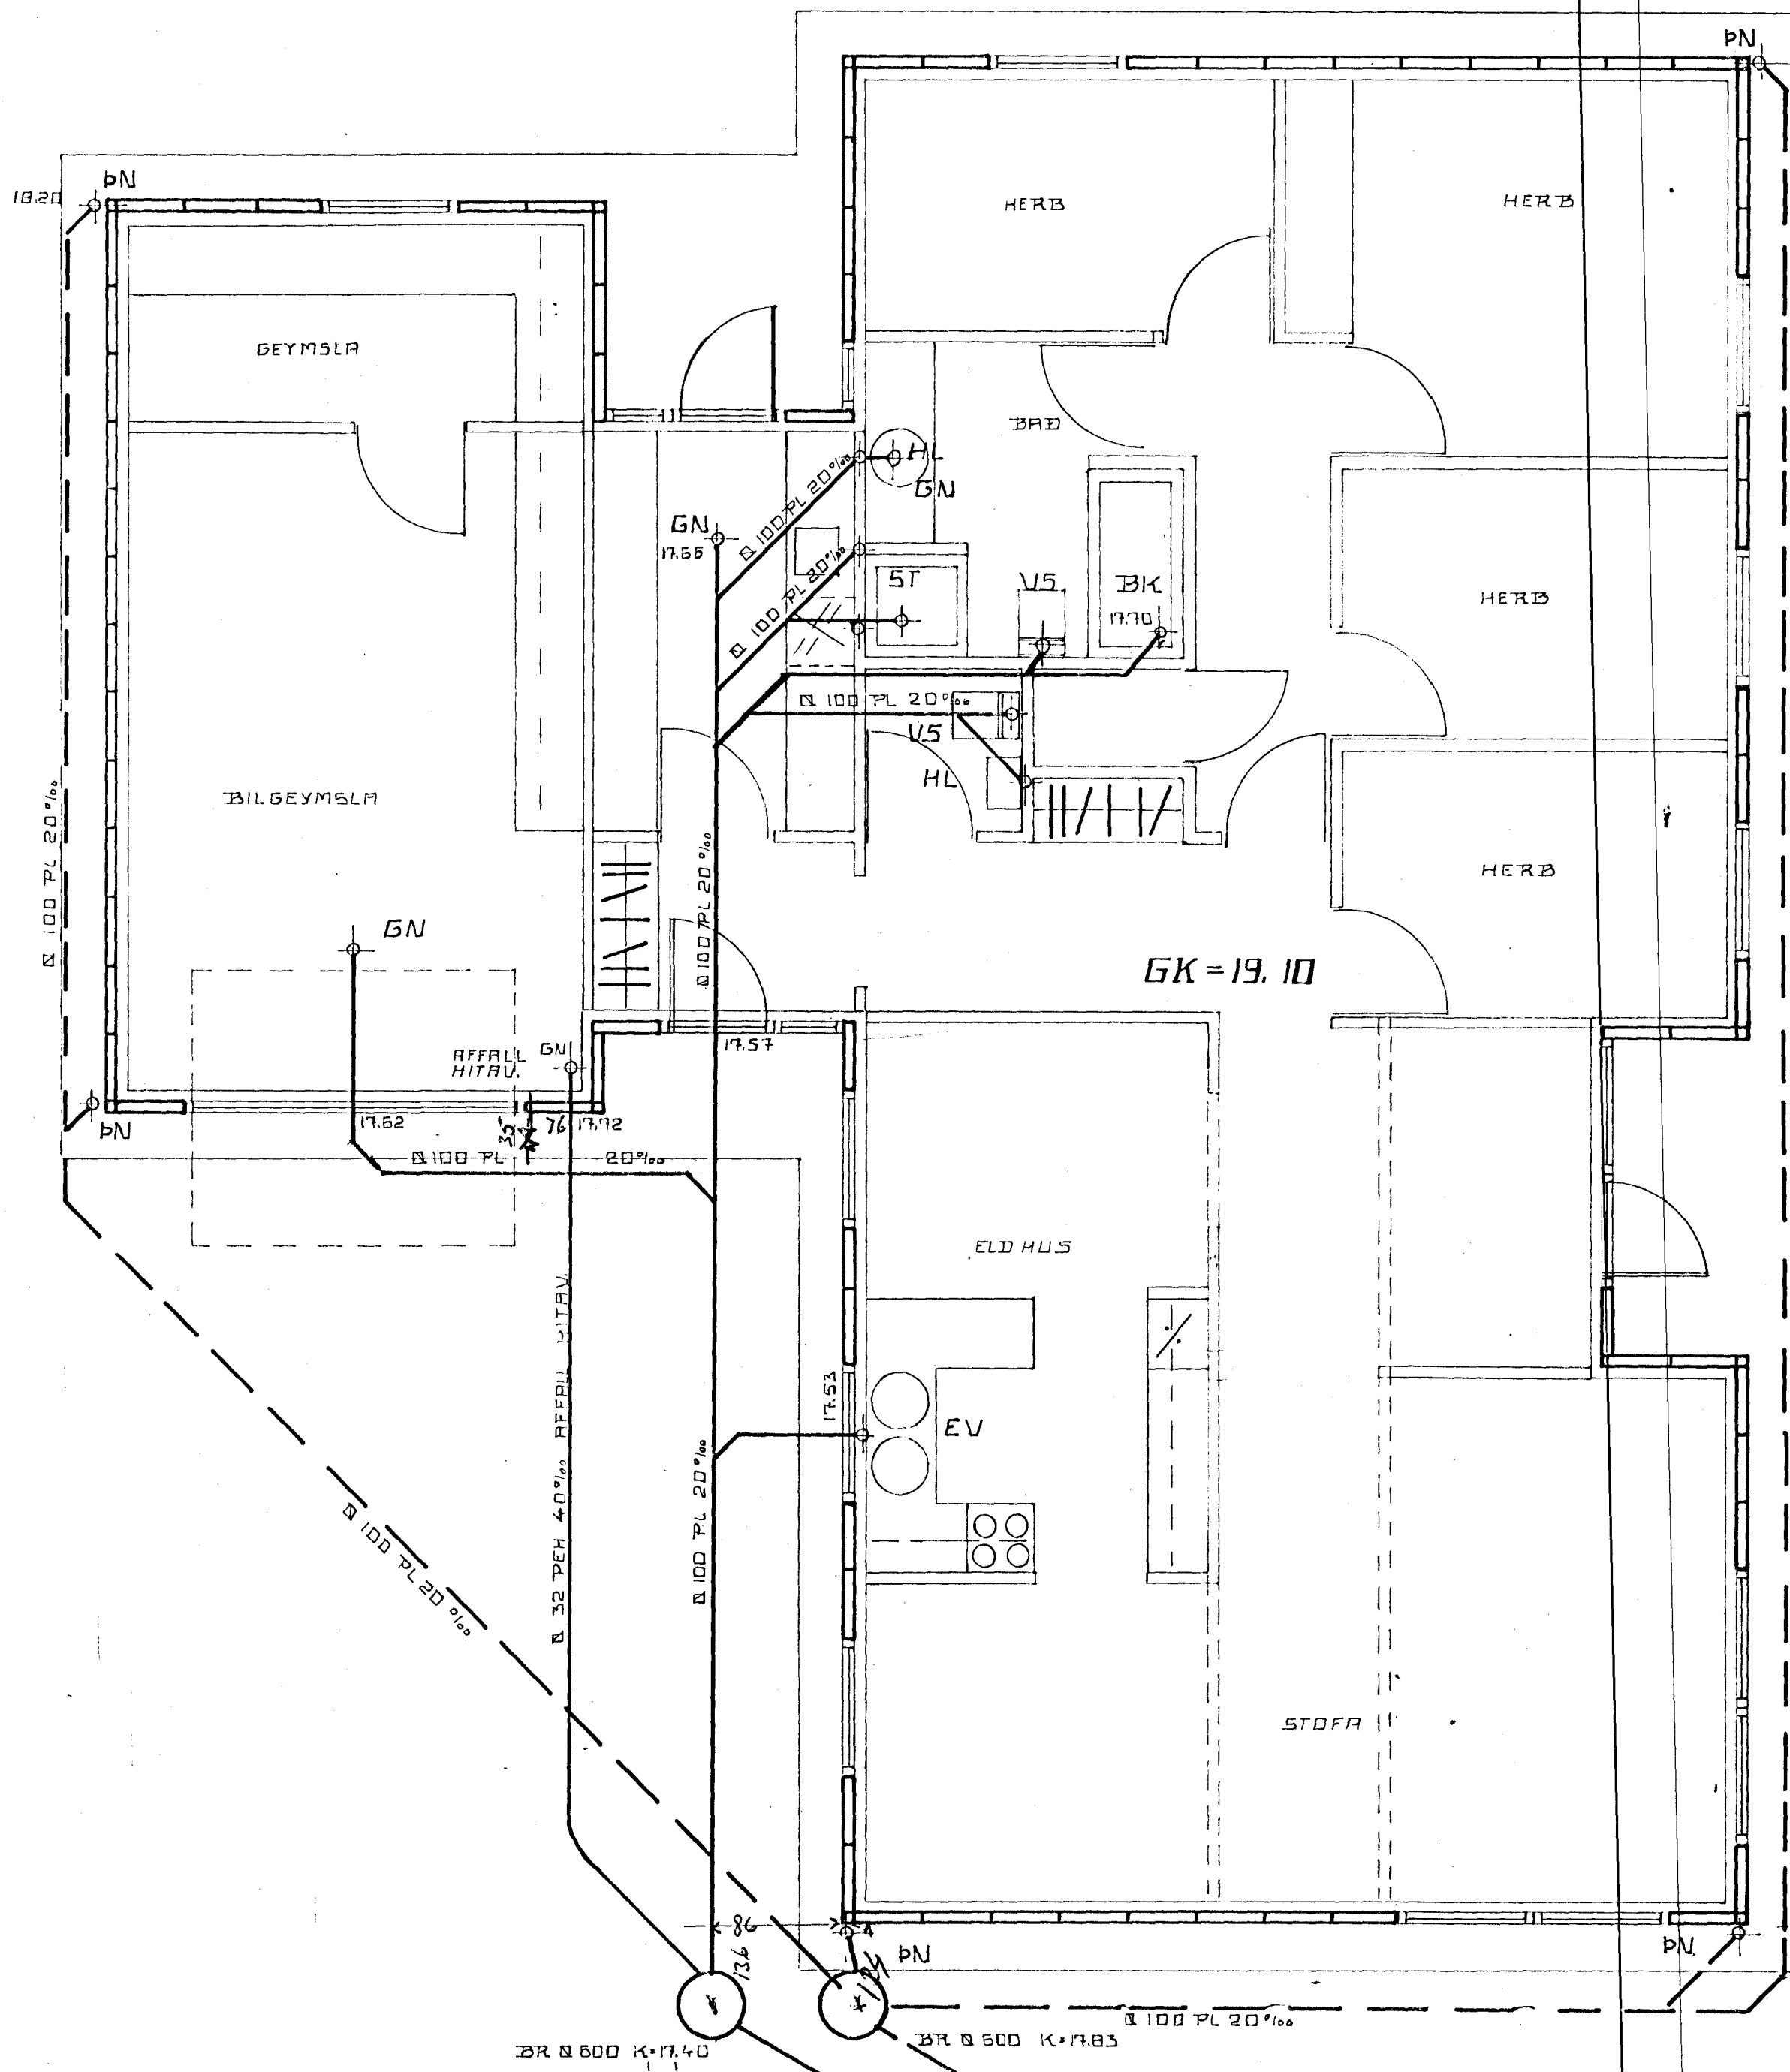 ÞN
ÞN
18.20
HERB
HERB
GEYMSLA
BAÐ
HL
GN
GN
17.65
Ø 100 PL 20‰
Ø 100 PL 20‰
ST
VS
BK
17.70
HERB
Ø 100 PL 20‰
VS
HL
BILGEYMSLA
Ø 100 PL 20‰
Ø 100 PL 20‰
HERB
GN
GK = 19.10
AFFALL GN
HITAV.
17.57
ÞN
17.62
35
76
17.72
Ø 100 PL 20‰
ELDHUS
Ø 32 PEH 40‰ AFFALL HITAV.
17.53
EV
Ø 100 PL 20‰
Ø 100 PL 20‰
STOFA
86
136
ÞN
ÞN
Ø 100 PL 20‰
BR Ø 600 K=17.40
BR Ø 600 K=17.83